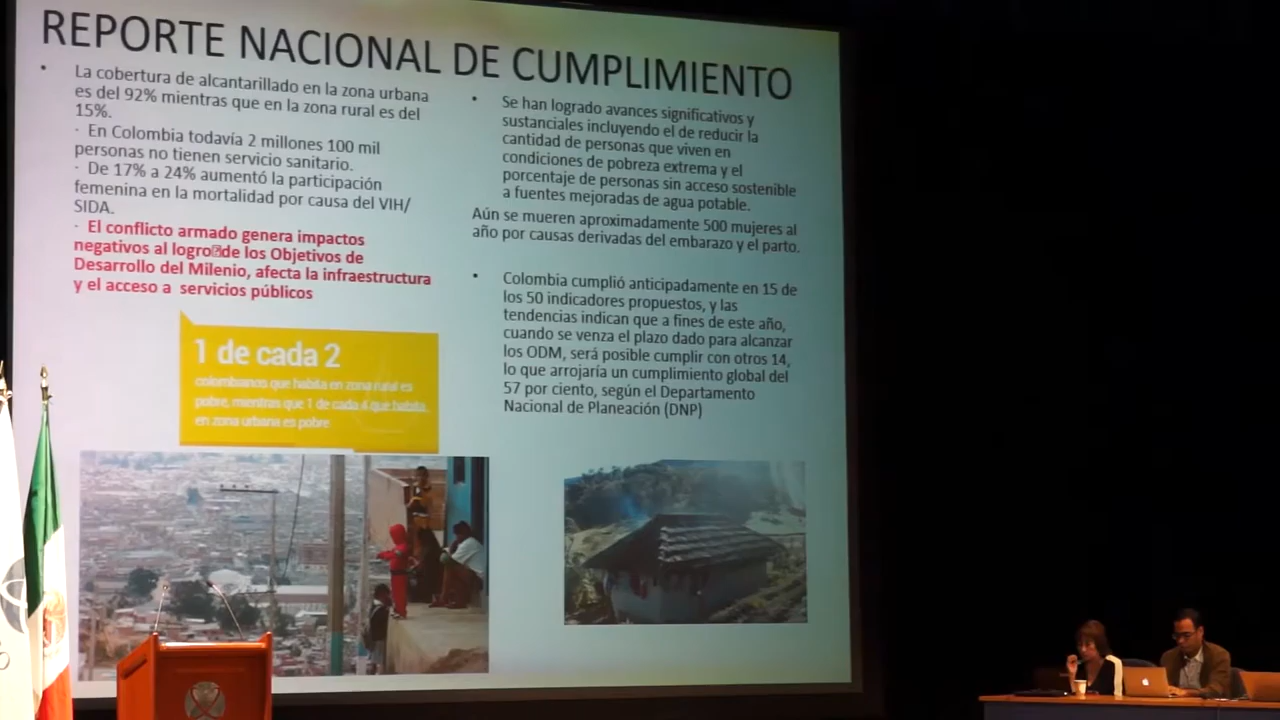 REPORTE NACIONAL DE CUMPLIMIENTO
• La cobertura de alcantarillado en la zona urbana
es del 92% mientras que en la zona rural es del
15%.
· En Colombia todavía 2 millones 100 mil
personas no tienen servicio sanitario.
· De 17% a 24% aumentó la participación
femenina en la mortalidad por causa del VIH/
SIDA.
· El conflicto armado genera impactos
negativos al logro⍰de los Objetivos de
Desarrollo del Milenio, afecta la infraestructura
y el acceso a servicios públicos
1 de cada 2
colombianos que habita en zona rural es
pobre, mientras que 1 de cada 4 que habita
en zona urbana es pobre
• Se han logrado avances significativos y
sustanciales incluyendo el de reducir la
cantidad de personas que viven en
condiciones de pobreza extrema y el
porcentaje de personas sin acceso sostenible
a fuentes mejoradas de agua potable.
Aún se mueren aproximadamente 500 mujeres al
año por causas derivadas del embarazo y el parto.
• Colombia cumplió anticipadamente en 15 de
los 50 indicadores propuestos, y las
tendencias indican que a fines de este año,
cuando se venza el plazo dado para alcanzar
los ODM, será posible cumplir con otros 14,
lo que arrojaría un cumplimiento global del
57 por ciento, según el Departamento
Nacional de Planeación (DNP)